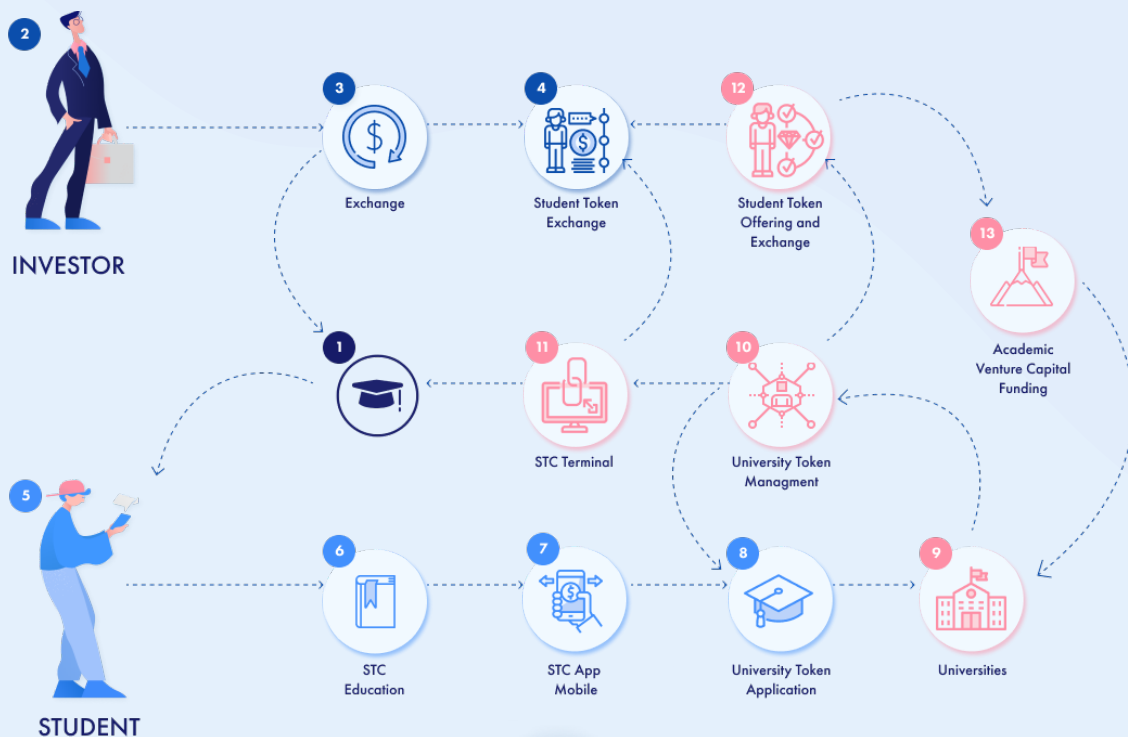 2
INVESTOR
3
Exchange
4
$
Student Token
Exchange
12
Student Token
Offering and
Exchange
13
Academic
Venture Capital
Funding
1
11
STC Terminal
10
University Token
Managment
5
STUDENT
6
STC
Education
7
$
STC App
Mobile
8
University Token
Application
9
Universities